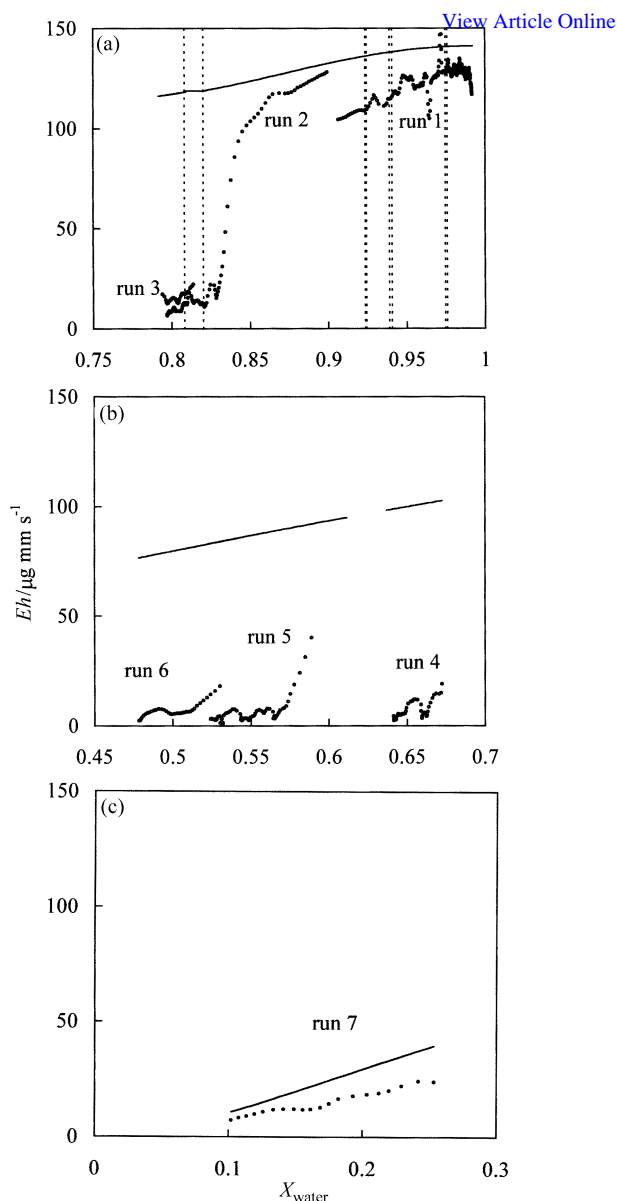 View Article Online
150
(a)
100
run 2
run 1
50
run 3
0
0.75 0.8 0.85 0.9 0.95 1
150
(b)
100
Eh/μg mm s⁻¹
50
run 5
run 6
run 4
0
0.45 0.5 0.55 0.6 0.65 0.7
150
(c)
100
50
run 7
0
0 0.1 0.2 0.3
X_water